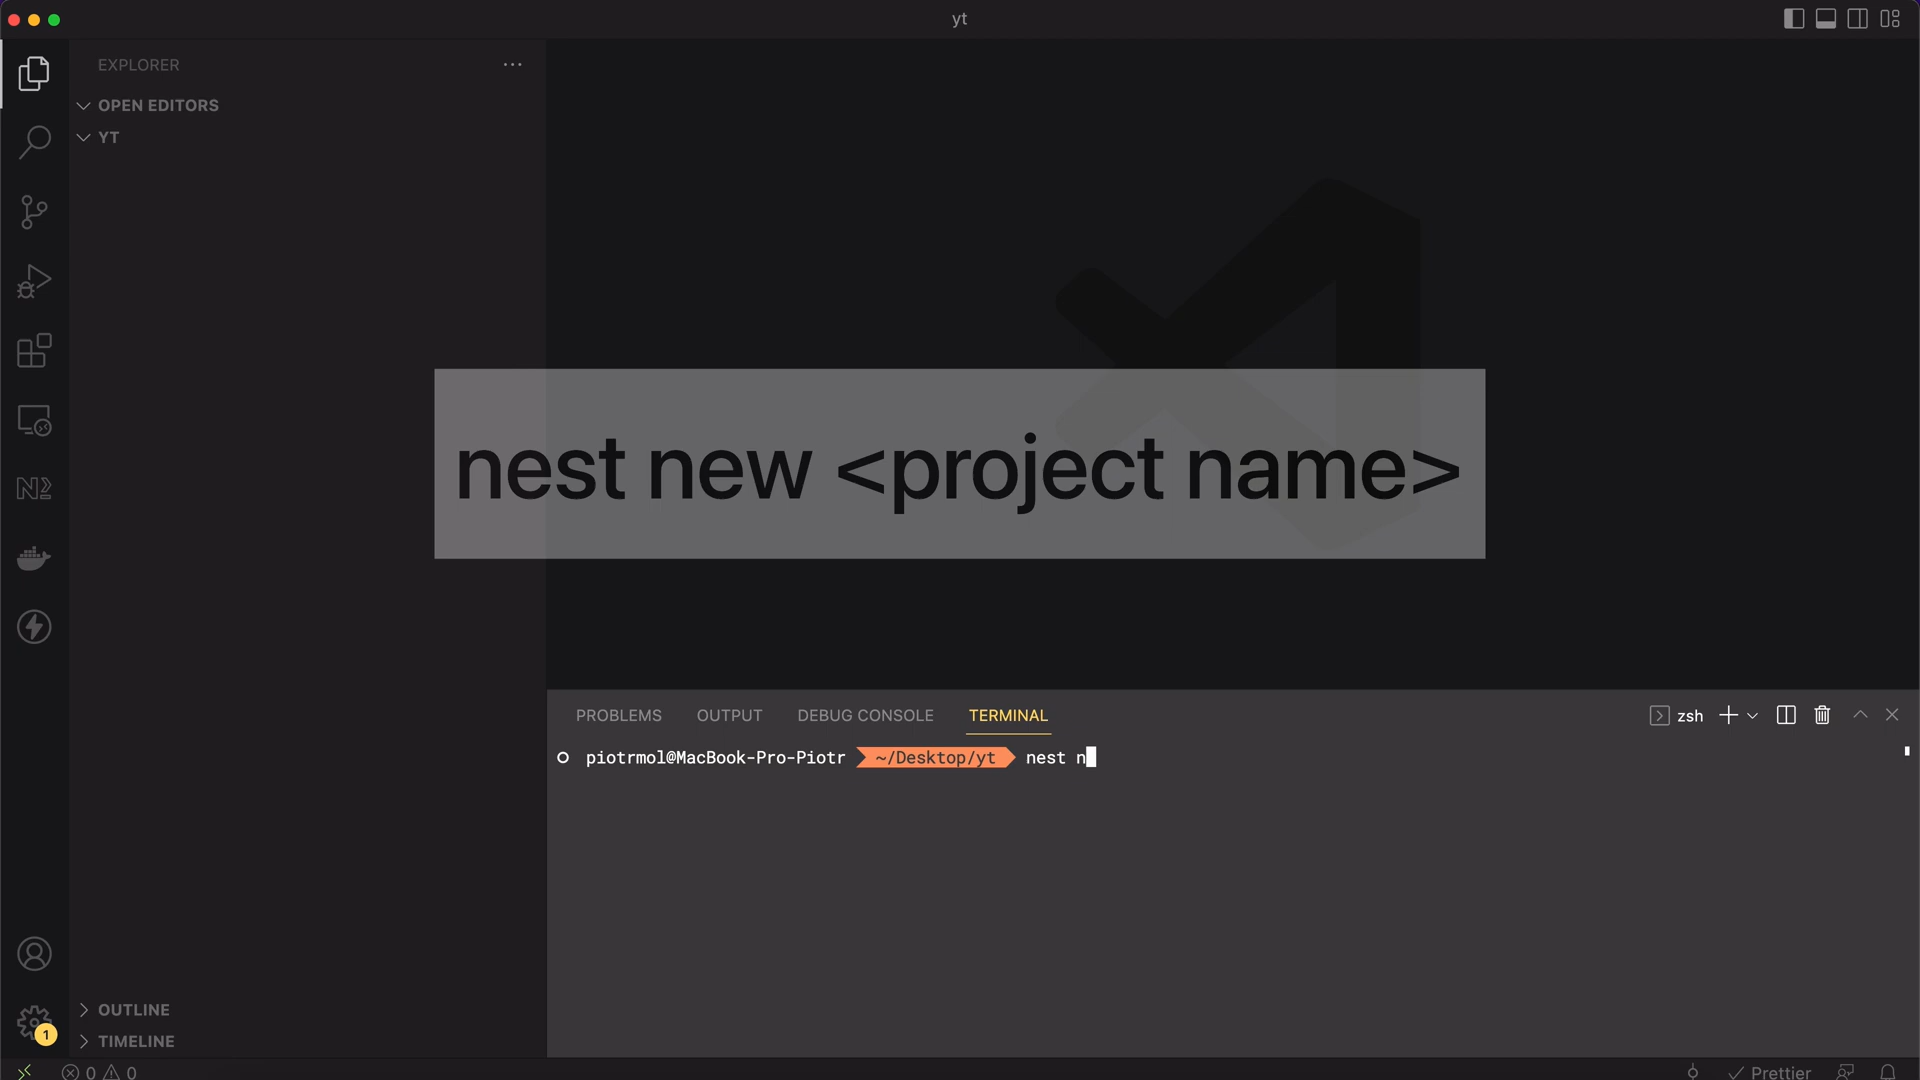 yt
EXPLORER
OPEN EDITORS
YT
nest new <project name>
PROBLEMS OUTPUT DEBUG CONSOLE TERMINAL zsh
piotrmol@MacBook-Pro-Piotr ~/Desktop/yt nest n
OUTLINE
1
TIMELINE
0 0 Prettier